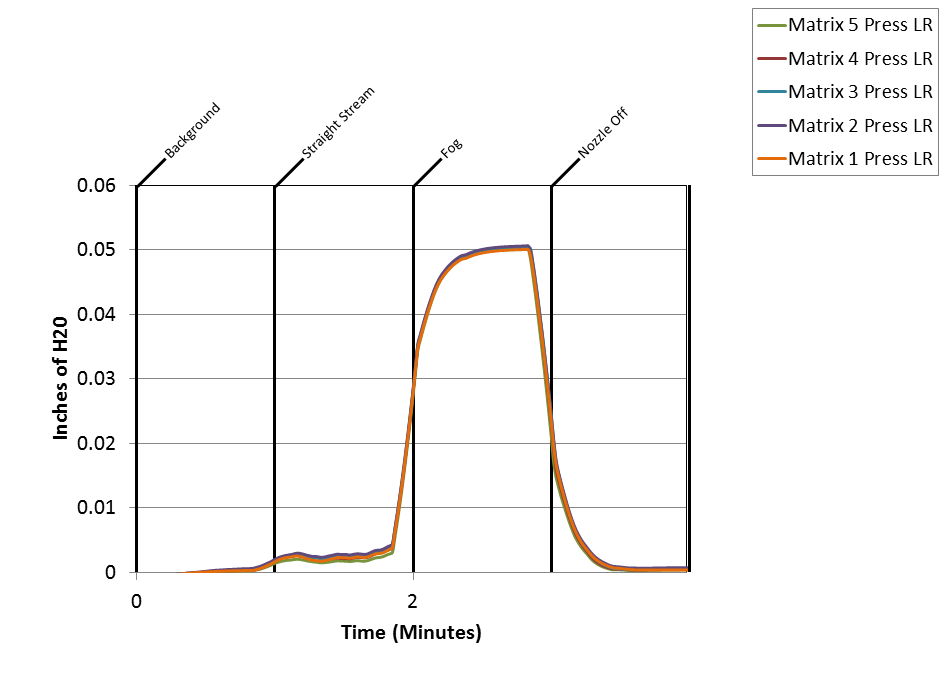 Matrix 5 Press LR
Matrix 4 Press LR
Matrix 3 Press LR
Matrix 2 Press LR
Matrix 1 Press LR
Background
Straight Stream
Fog
Nozzle Off
0.06
0.05
0.04
0.03
0.02
0.01
0
Inches of H20
0
2
Time (Minutes)